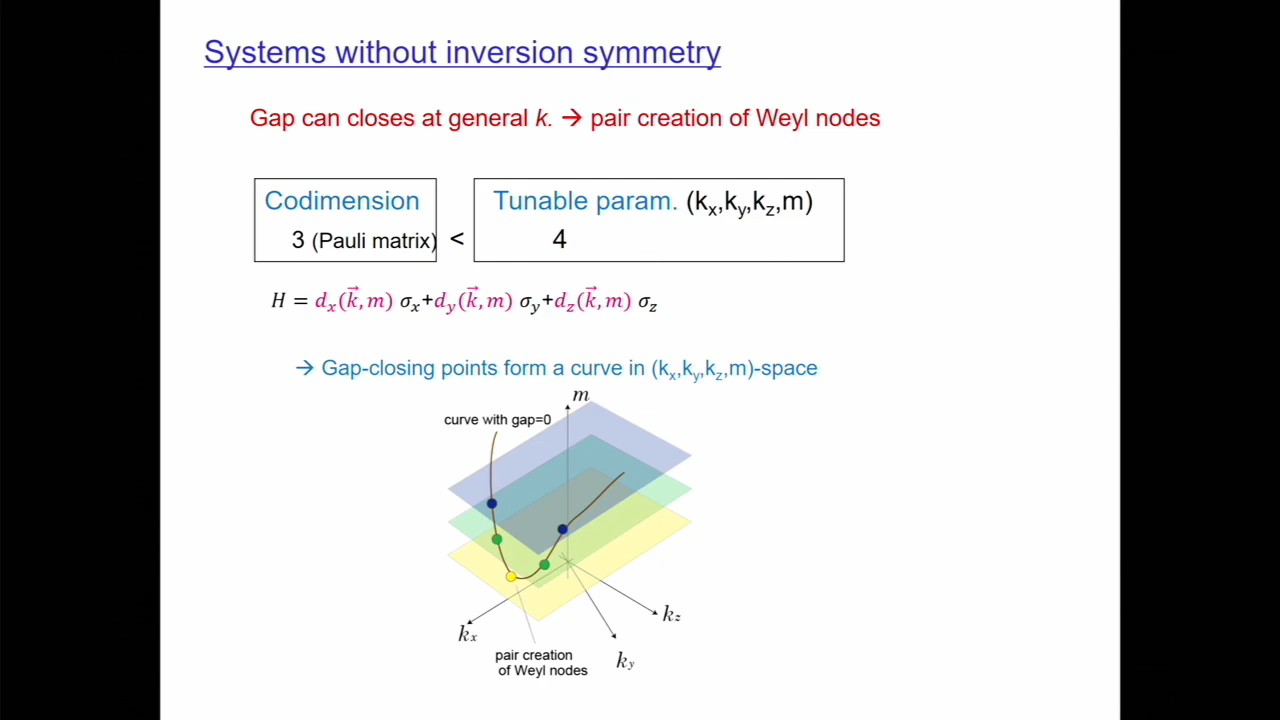 Systems without inversion symmetry
Gap can closes at general k. → pair creation of Weyl nodes
Codimension
3 (Pauli matrix)
<
Tunable param. (kx,ky,kz,m)
4
H = dx(k⃗, m) σx+dy(k⃗, m) σy+dz(k⃗, m) σz
→ Gap-closing points form a curve in (kx,ky,kz,m)-space
m
curve with gap=0
kz
kx
ky
pair creation
of Weyl nodes